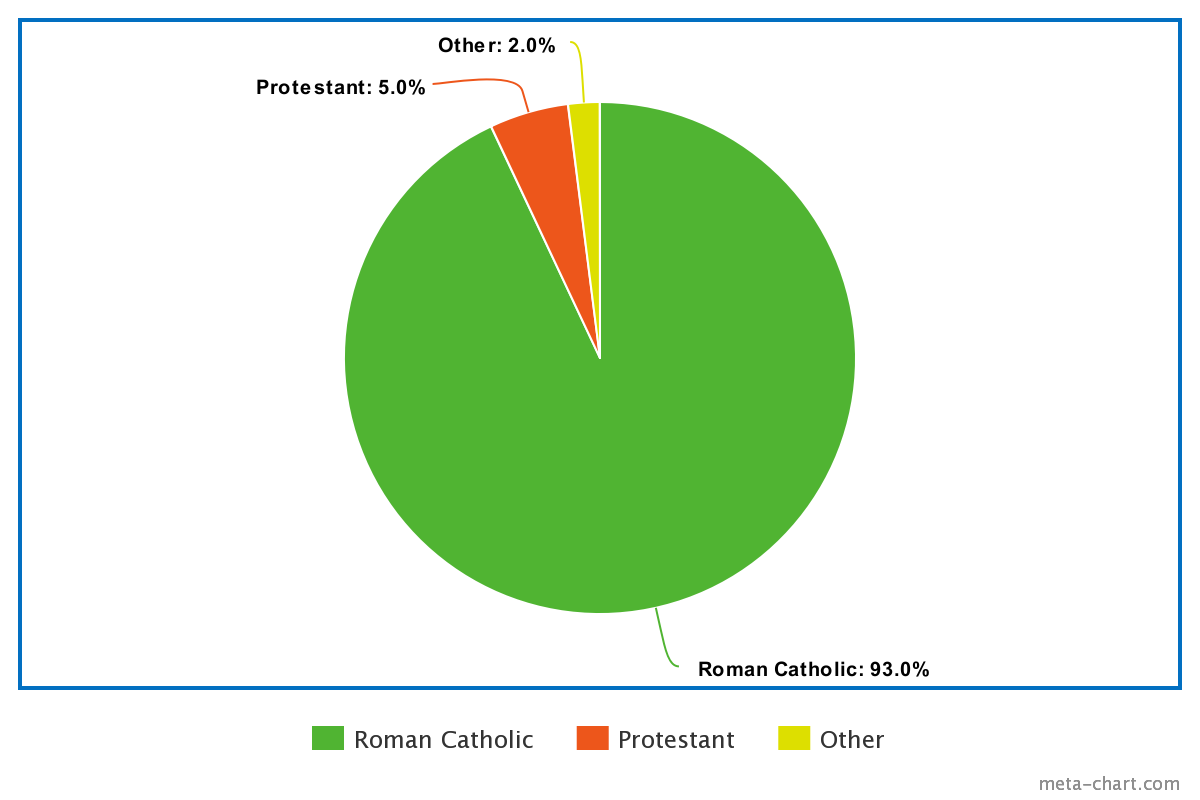 Other: 2.0%
Protestant: 5.0%
Roman Catholic: 93.0%
Roman Catholic Protestant Other
meta-chart.com